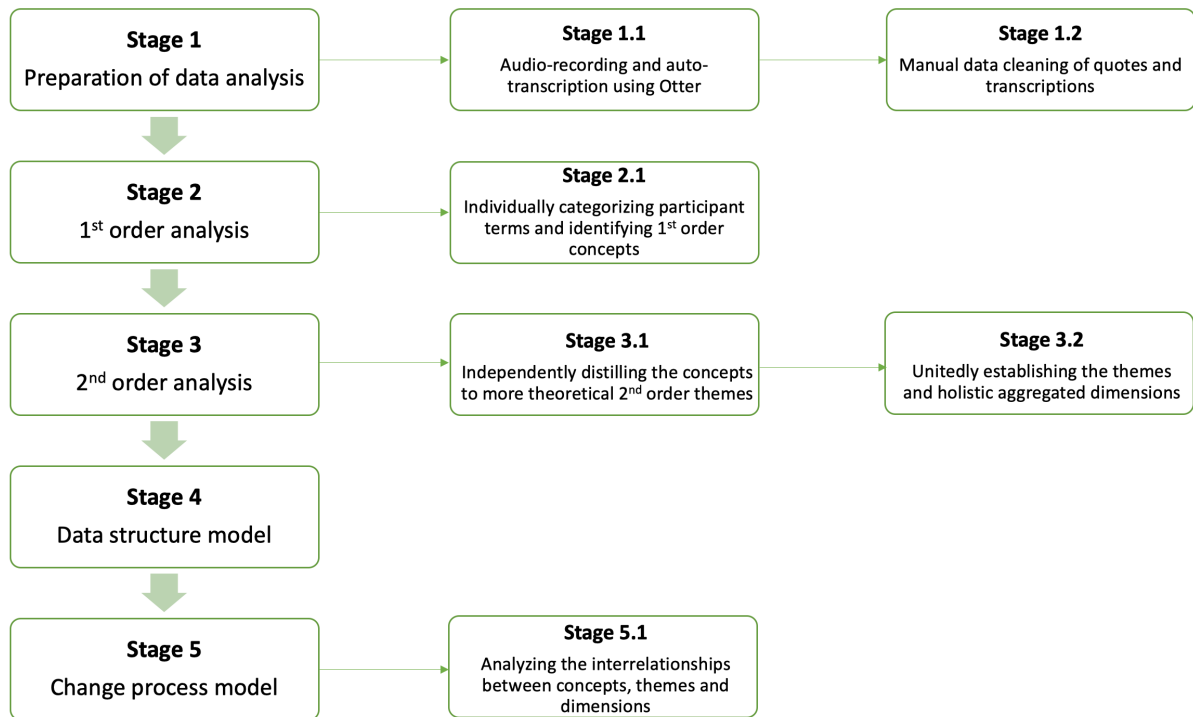 Stage 1
Preparation of data analysis
Stage 1.1
Audio-recording and auto-
transcription using Otter
Stage 1.2
Manual data cleaning of quotes and
transcriptions
Stage 2
1st order analysis
Stage 2.1
Individually categorizing participant
terms and identifying 1st order
concepts
Stage 3
2nd order analysis
Stage 3.1
Independently distilling the concepts
to more theoretical 2nd order themes
Stage 3.2
Unitedly establishing the themes
and holistic aggregated dimensions
Stage 4
Data structure model
Stage 5
Change process model
Stage 5.1
Analyzing the interrelationships
between concepts, themes and
dimensions